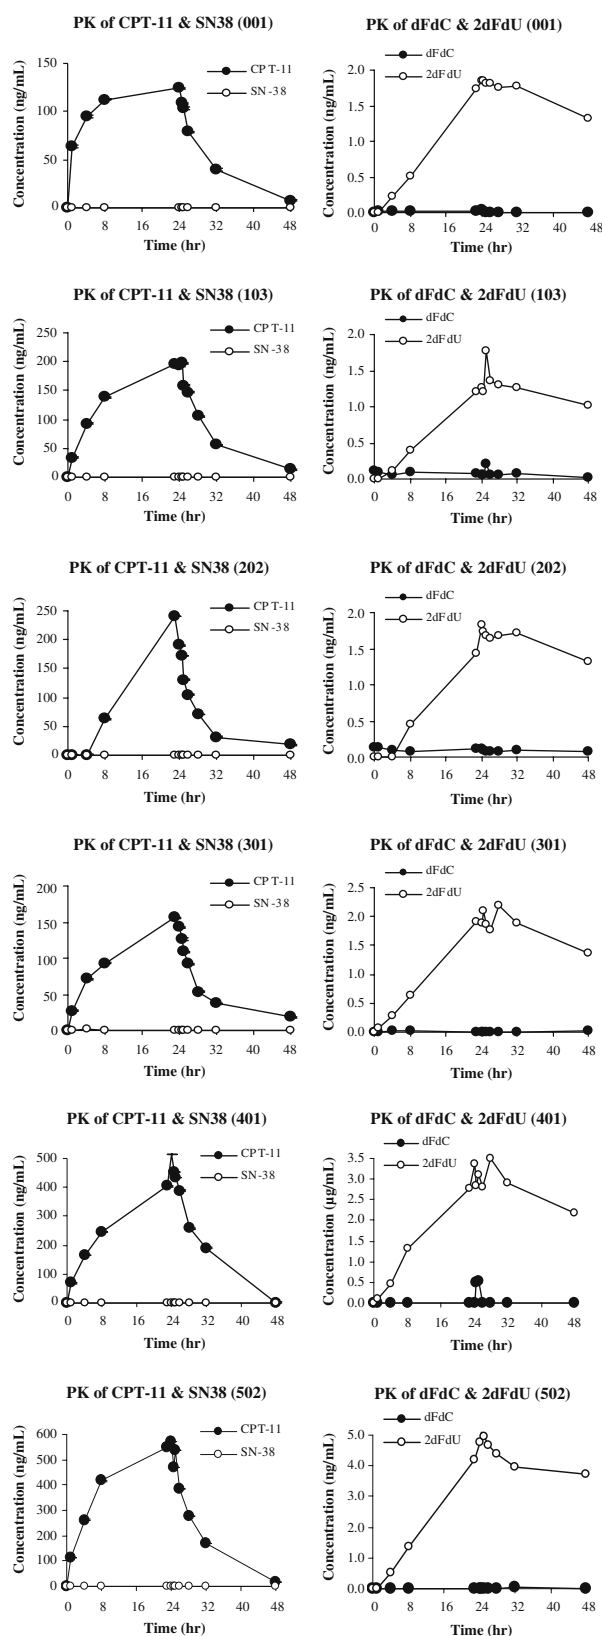 PK of CPT-11 & SN38 (001)
Concentration (ng/mL)
150
100
50
0
CPT-11
SN-38
0 8 16 24 32 40 48
Time (hr)
PK of dFdC & 2dFdU (001)
Concentration (ng/mL)
dFdC
2dFdU
2.0
1.5
1.0
0.5
0.0
0 8 16 24 32 40 48
Time (hr)
PK of CPT-11 & SN38 (103)
Concentration (ng/mL)
250
200
150
100
50
0
CPT-11
SN-38
0 8 16 24 32 40 48
Time (hr)
PK of dFdC & 2dFdU (103)
Concentration (ng/mL)
dFdC
2dFdU
2.0
1.5
1.0
0.5
0.0
0 8 16 24 32 40 48
Time (hr)
PK of CPT-11 & SN38 (202)
Concentration (ng/mL)
250
200
150
100
50
0
CPT-11
SN-38
0 8 16 24 32 40 48
Time (hr)
PK of dFdC & 2dFdU (202)
Concentration (ng/mL)
dFdC
2dFdU
2.0
1.5
1.0
0.5
0.0
0 8 16 24 32 40 48
Time (hr)
PK of CPT-11 & SN38 (301)
Concentration (ng/mL)
200
150
100
50
0
CPT-11
SN-38
0 8 16 24 32 40 48
Time (hr)
PK of dFdC & 2dFdU (301)
Concentration (ng/mL)
dFdC
2dFdU
2.5
2.0
1.5
1.0
0.5
0.0
0 8 16 24 32 40 48
Time (hr)
PK of CPT-11 & SN38 (401)
Concentration (ng/mL)
500
400
300
200
100
0
CPT-11
SN-38
0 8 16 24 32 40 48
Time (hr)
PK of dFdC & 2dFdU (401)
Concentration (µg/mL)
dFdC
2dFdU
3.5
3.0
2.5
2.0
1.5
1.0
0.5
0.0
0 8 16 24 32 40 48
Time (hr)
PK of CPT-11 & SN38 (502)
Concentration (ng/mL)
600
500
400
300
200
100
0
CPT-11
SN-38
0 8 16 24 32 40 48
Time (hr)
PK of dFdC & 2dFdU (502)
Concentration (ng/mL)
dFdC
2dFdU
5.0
4.0
3.0
2.0
1.0
0.0
0 8 16 24 32 40 48
Time (hr)